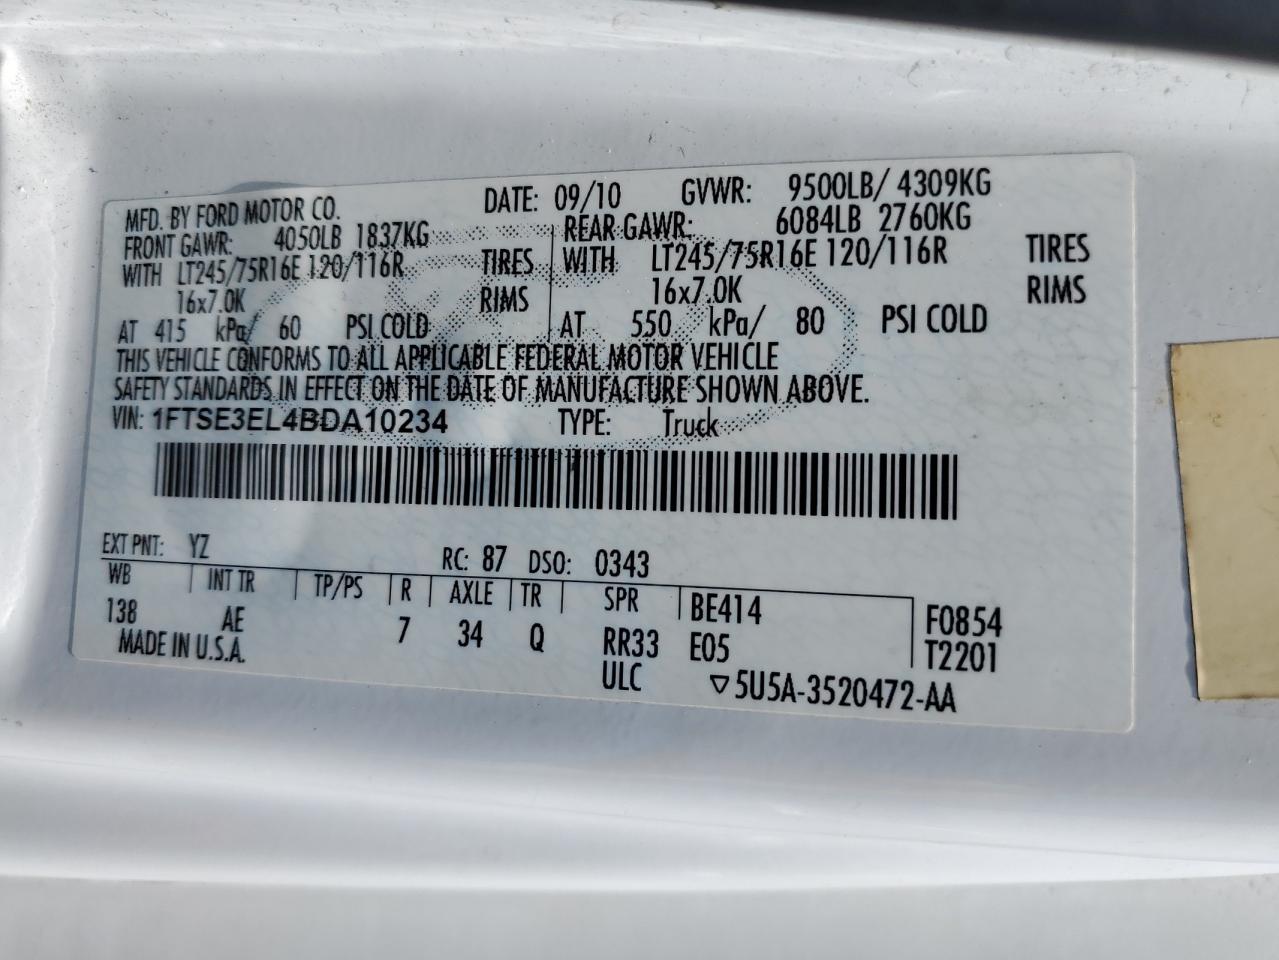 MFD. BY FORD MOTOR CO. DATE: 09/10 GVWR: 9500LB/ 4309KG
FRONT GAWR: 4050LB 1837KG REAR GAWR: 6084LB 2760KG
WITH LT245/75R16E 120/116R TIRES WITH LT245/75R16E 120/116R TIRES
16x7.0K RIMS 16x7.0K RIMS
AT 415 kPa/ 60 PSI COLD AT 550 kPa/ 80 PSI COLD
THIS VEHICLE CONFORMS TO ALL APPLICABLE FEDERAL MOTOR VEHICLE
SAFETY STANDARDS IN EFFECT ON THE DATE OF MANUFACTURE SHOWN ABOVE.
VIN: 1FTSE3EL4BDA10234 TYPE: Truck
EXT PNT: YZ RC: 87 DSO: 0343
WB INT TR TP/PS R AXLE TR SPR BE414 F0854
138 AE 7 34 Q RR33 E05 T2201
MADE IN U.S.A. ULC ▽5U5A-3520472-AA